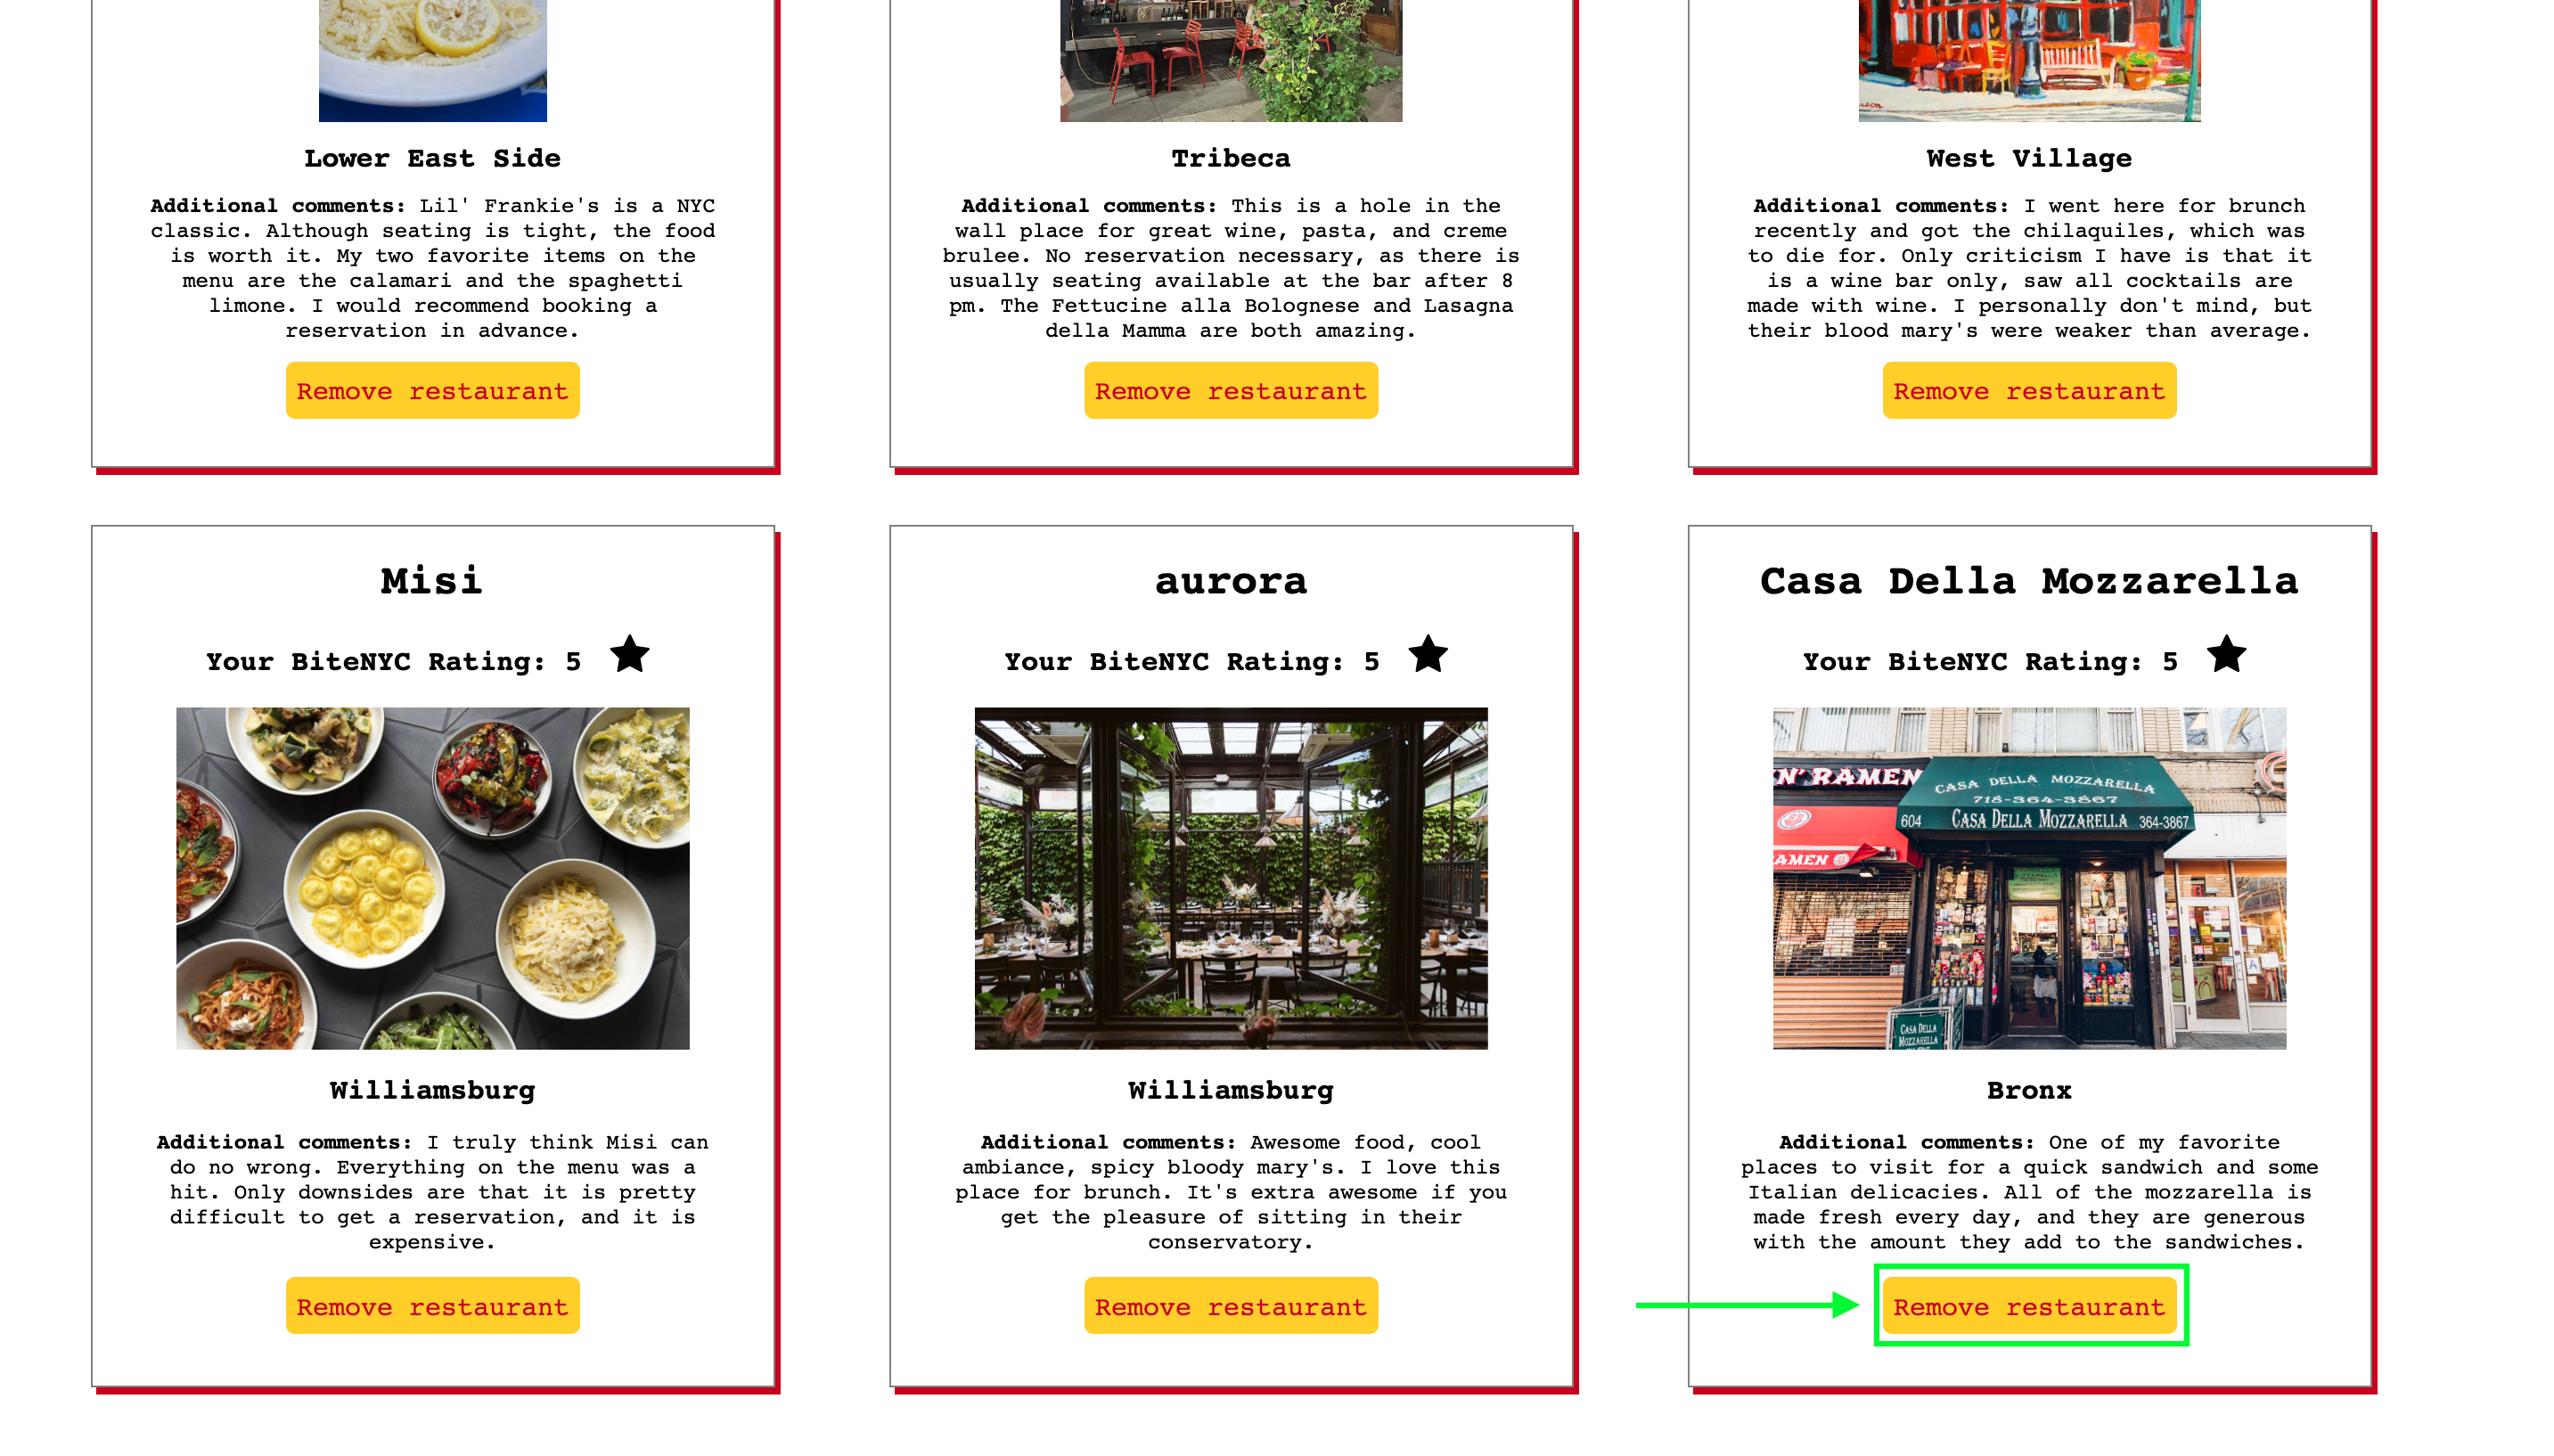 Lower East Side
Additional comments: Lil' Frankie's is a NYC
classic. Although seating is tight, the food
is worth it. My two favorite items on the
menu are the calamari and the spaghetti
limone. I would recommend booking a
reservation in advance.
Remove restaurant
Tribeca
Additional comments: This is a hole in the
wall place for great wine, pasta, and creme
brulee. No reservation necessary, as there is
usually seating available at the bar after 8
pm. The Fettucine alla Bolognese and Lasagna
della Mamma are both amazing.
Remove restaurant
West Village
Additional comments: I went here for brunch
recently and got the chilaquiles, which was
to die for. Only criticism I have is that it
is a wine bar only, saw all cocktails are
made with wine. I personally don't mind, but
their blood mary's were weaker than average.
Remove restaurant
Misi
Your BiteNYC Rating: 5
Williamsburg
Additional comments: I truly think Misi can
do no wrong. Everything on the menu was a
hit. Only downsides are that it is pretty
difficult to get a reservation, and it is
expensive.
Remove restaurant
aurora
Your BiteNYC Rating: 5
Williamsburg
Additional comments: Awesome food, cool
ambiance, spicy bloody mary's. I love this
place for brunch. It's extra awesome if you
get the pleasure of sitting in their
conservatory.
Remove restaurant
Casa Della Mozzarella
Your BiteNYC Rating: 5
N' RAMEN
CASA DELLA MOZZARELLA
718-364-3867
604 CASA DELLA MOZZARELLA 364-3867
AMEN
CASA DELLA
MOZZARELLA
Bronx
Additional comments: One of my favorite
places to visit for a quick sandwich and some
Italian delicacies. All of the mozzarella is
made fresh every day, and they are generous
with the amount they add to the sandwiches.
Remove restaurant